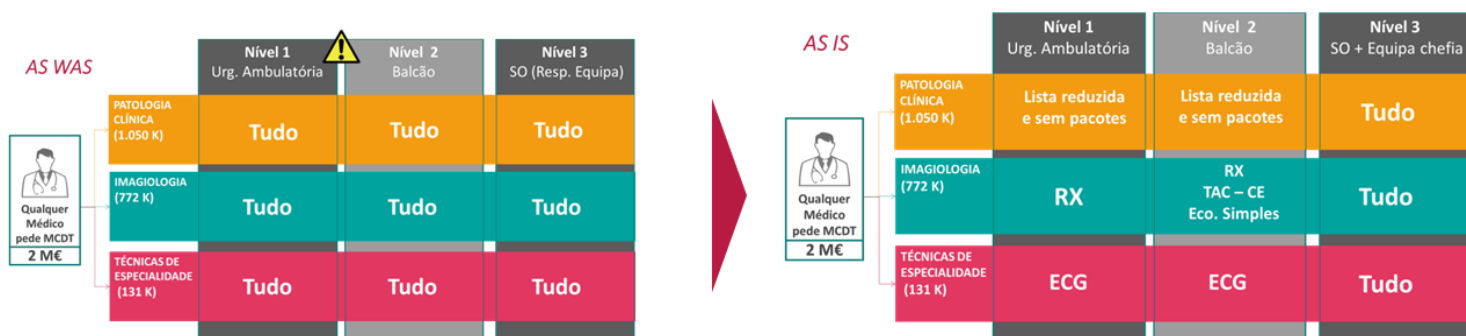 AS WAS
Nível 1
Urg. Ambulatória
Nível 2
Balcão
Nível 3
SO (Resp. Equipa)
Qualquer
Médico
pede MCDT
2 M€
PATOLOGIA
CLÍNICA
(1.050 K)
Tudo
Tudo
Tudo
IMAGIOLOGIA
(772 K)
Tudo
Tudo
Tudo
TÉCNICAS DE
ESPECIALIDADE
(131 K)
Tudo
Tudo
Tudo
AS IS
Nível 1
Urg. Ambulatória
Nível 2
Balcão
Nível 3
SO + Equipa chefia
Qualquer
Médico
pede MCDT
2 M€
PATOLOGIA
CLÍNICA
(1.050 K)
Lista reduzida
e sem pacotes
Lista reduzida
e sem pacotes
Tudo
IMAGIOLOGIA
(772 K)
RX
RX
TAC – CE
Eco. Simples
Tudo
TÉCNICAS DE
ESPECIALIDADE
(131 K)
ECG
ECG
Tudo